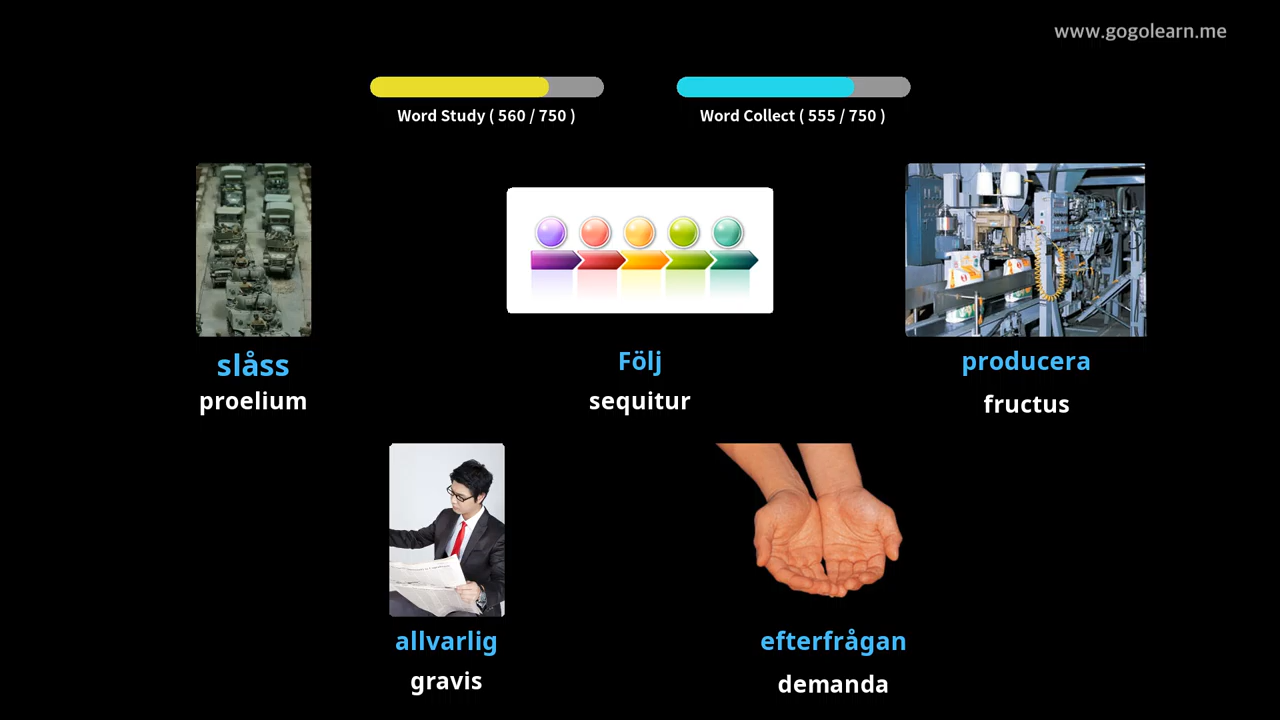 www.gogolearn.me
Word Study ( 560 / 750 )
Word Collect ( 555 / 750 )
slåss
proelium
Följ
sequitur
producera
fructus
allvarlig
gravis
efterfrågan
demanda